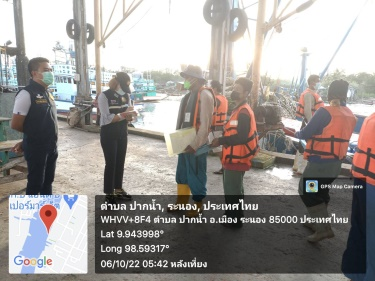 GPS Map Camera
ตำบล ปากน้ำ, ระนอง, ประเทศไทย
WHVV+8F4 ตำบล ปากน้ำ อ.เมือง ระนอง 85000 ประเทศไทย
Lat 9.943998°
Long 98.59317°
06/10/22 05:42 หลังเที่ยง
Google